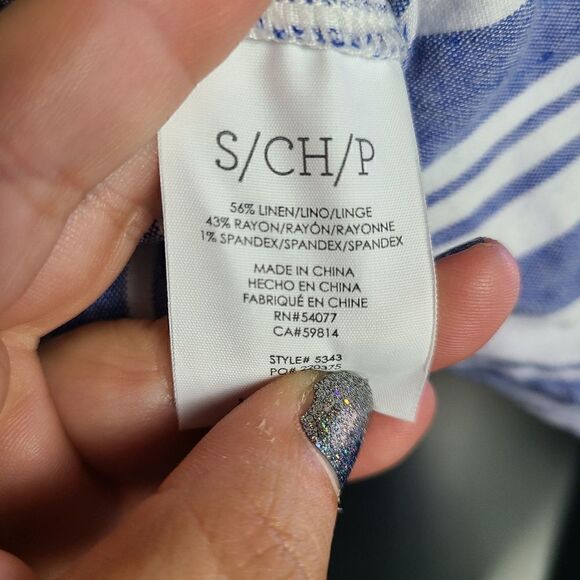 S/CH/P
56% LINEN/LINO/LINGE
43% RAYON/RAYÓN/RAYONNE
1% SPANDEX/SPANDEX/SPANDEX
MADE IN CHINA
HECHO EN CHINA
FABRIQUÉ EN CHINE
RN#54077
CA#59814
STYLE# 5343
PO#